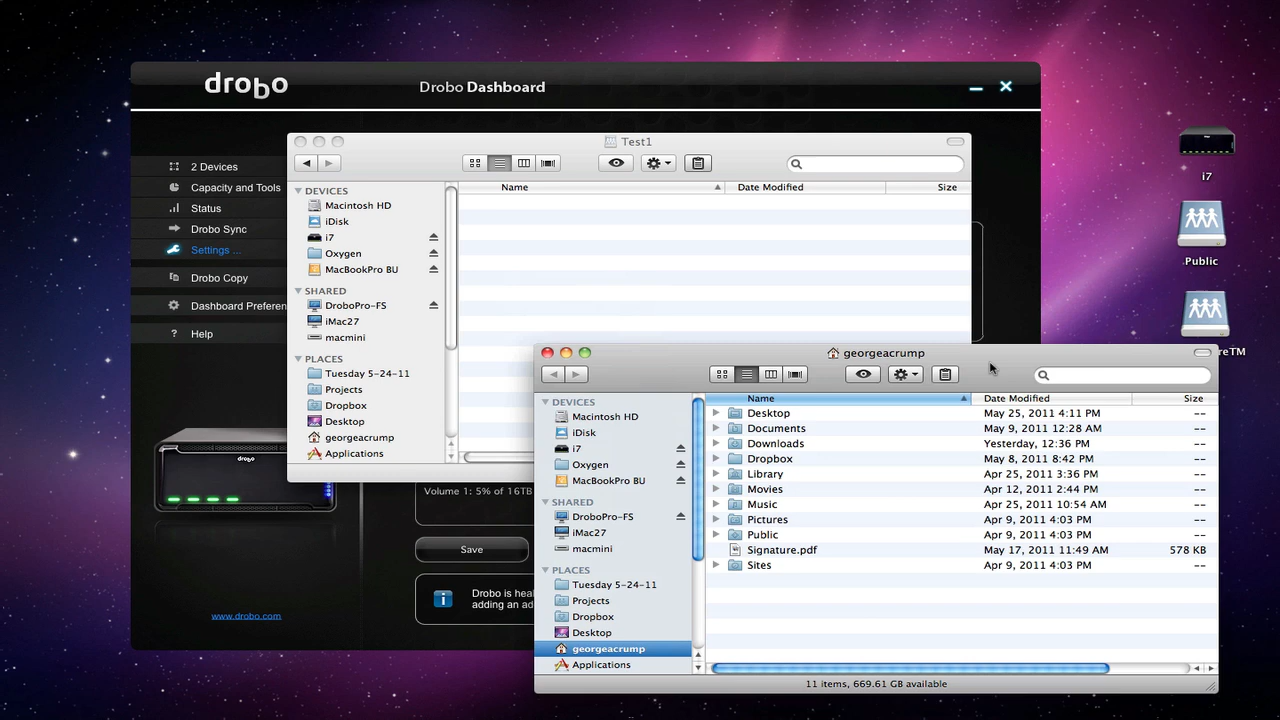 drobo
Drobo Dashboard
2 Devices
Capacity and Tools
Status
Drobo Sync
Settings ...
Drobo Copy
Dashboard Preferen
Help
drobo
www.drobo.com
Volume 1: 5% of 16TB
Save
Drobo is heal
adding an ad
Test1
Name
Date Modified
Size
DEVICES
Macintosh HD
iDisk
i7
Oxygen
MacBookPro BU
SHARED
DroboPro-FS
iMac27
macmini
PLACES
Tuesday 5-24-11
Projects
Dropbox
Desktop
georgeacrump
Applications
georgeacrump
DEVICES
Macintosh HD
iDisk
i7
Oxygen
MacBookPro BU
SHARED
DroboPro-FS
iMac27
macmini
PLACES
Tuesday 5-24-11
Projects
Dropbox
Desktop
georgeacrump
Applications
Name Date Modified Size
Desktop May 25, 2011 4:11 PM --
Documents May 9, 2011 12:28 AM --
Downloads Yesterday, 12:36 PM --
Dropbox May 8, 2011 8:42 PM --
Library Apr 25, 2011 3:36 PM --
Movies Apr 12, 2011 2:44 PM --
Music Apr 25, 2011 10:54 AM --
Pictures Apr 9, 2011 4:03 PM --
Public Apr 9, 2011 4:03 PM --
Signature.pdf May 17, 2011 11:49 AM 578 KB
Sites Apr 9, 2011 4:03 PM --
11 items, 669.61 GB available
i7
Public
reTM